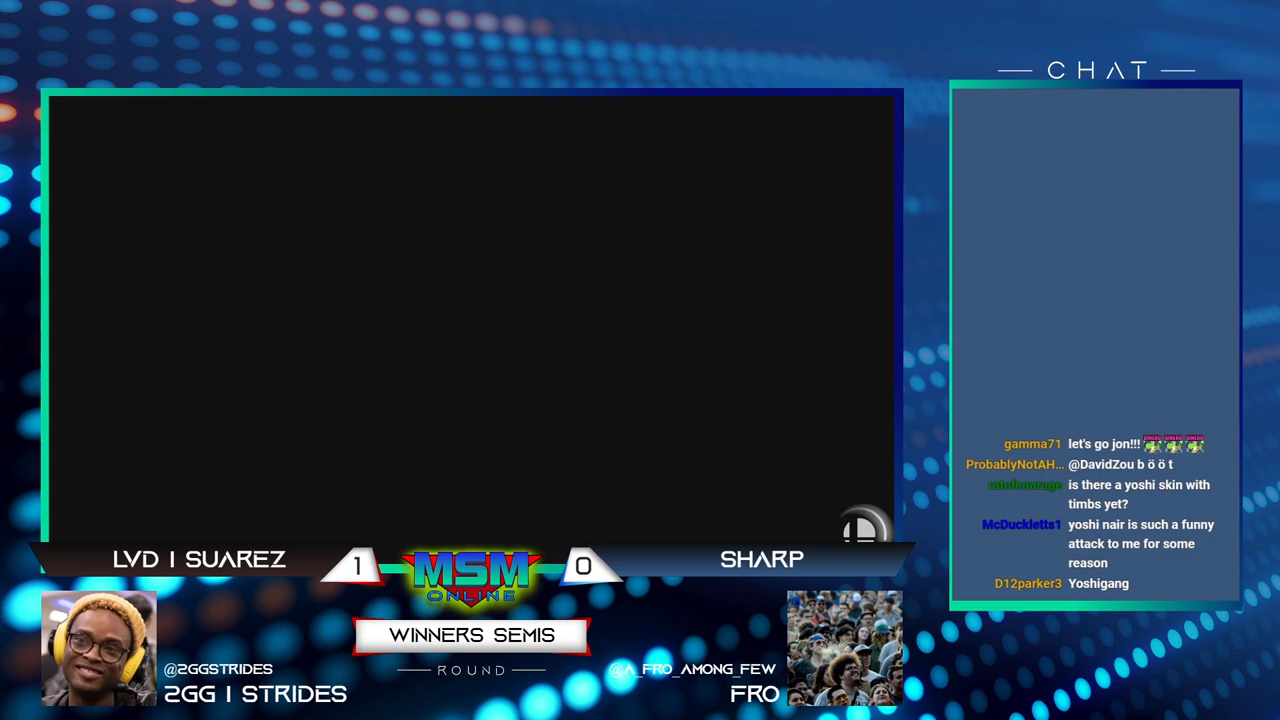 CHAT
gamma71 let's go jon!!!
ProbablyNotAH... @DavidZou b ö ö t
ratofcourage is there a yoshi skin with
timbs yet?
McDuckletts1 yoshi nair is such a funny
attack to me for some
reason
D12parker3 Yoshigang
LVD | SUAREZ 1 MSM 0 SHARP
ONLINE
WINNERS SEMIS
ROUND
@2GGSTRIDES
2GG | STRIDES
@A_FRO_AMONG_FEW
FRO